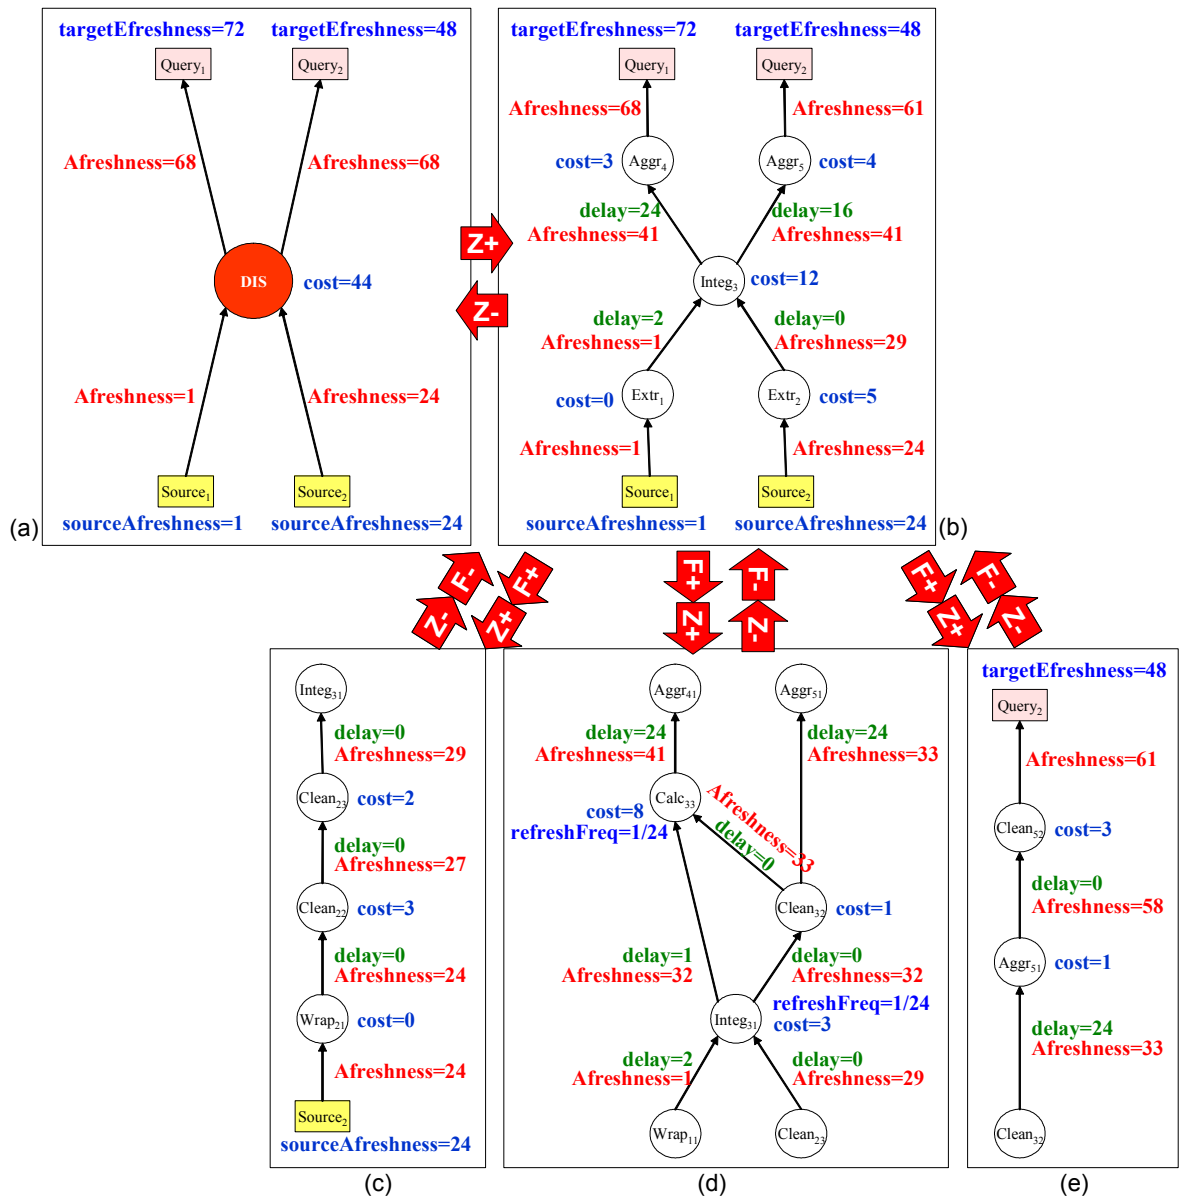 targetEfreshness=72 targetEfreshness=48
Query1 Query2
Afreshness=68 Afreshness=68
DIS cost=44
Afreshness=1 Afreshness=24
Source1 Source2
sourceAfreshness=1 sourceAfreshness=24
(a)
Z+
Z-
targetEfreshness=72 targetEfreshness=48
Query1 Query2
Afreshness=68 Afreshness=61
cost=3 Aggr4 Aggr5 cost=4
delay=24 delay=16
Afreshness=41 Afreshness=41
Integ3 cost=12
delay=2 delay=0
Afreshness=1 Afreshness=29
cost=0 Extr1 Extr2 cost=5
Afreshness=1 Afreshness=24
Source1 Source2
sourceAfreshness=1 sourceAfreshness=24
(b)
F- F+ F+ F- F+ F-
Z- Z+ Z+ Z- Z+ Z-
Integ31
delay=0
Afreshness=29
Clean23 cost=2
delay=0
Afreshness=27
Clean22 cost=3
delay=0
Afreshness=24
Wrap21 cost=0
Afreshness=24
Source2
sourceAfreshness=24
(c)
Aggr41 Aggr51
delay=24 delay=24
Afreshness=41 Afreshness=33
Calc33
cost=8
refreshFreq=1/24
Afreshness=33
delay=0
Clean32 cost=1
delay=1 delay=0
Afreshness=32 Afreshness=32
refreshFreq=1/24
Integ31 cost=3
delay=2 delay=0
Afreshness=1 Afreshness=29
Wrap11 Clean23
(d)
targetEfreshness=48
Query2
Afreshness=61
Clean52 cost=3
delay=0
Afreshness=58
Aggr51 cost=1
delay=24
Afreshness=33
Clean32
(e)